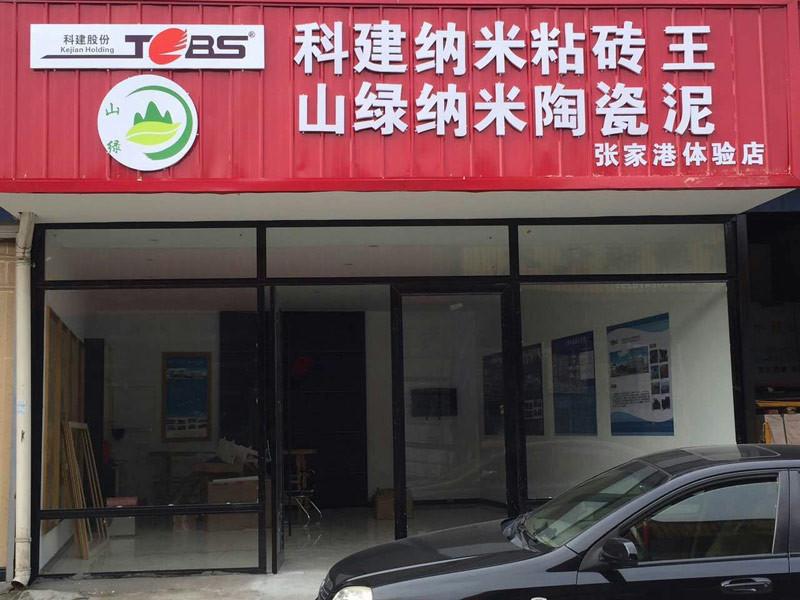 科建股份
Kejian Holding
TCBS®
科建纳米粘砖王
山绿纳米陶瓷泥
山绿
张家港体验店